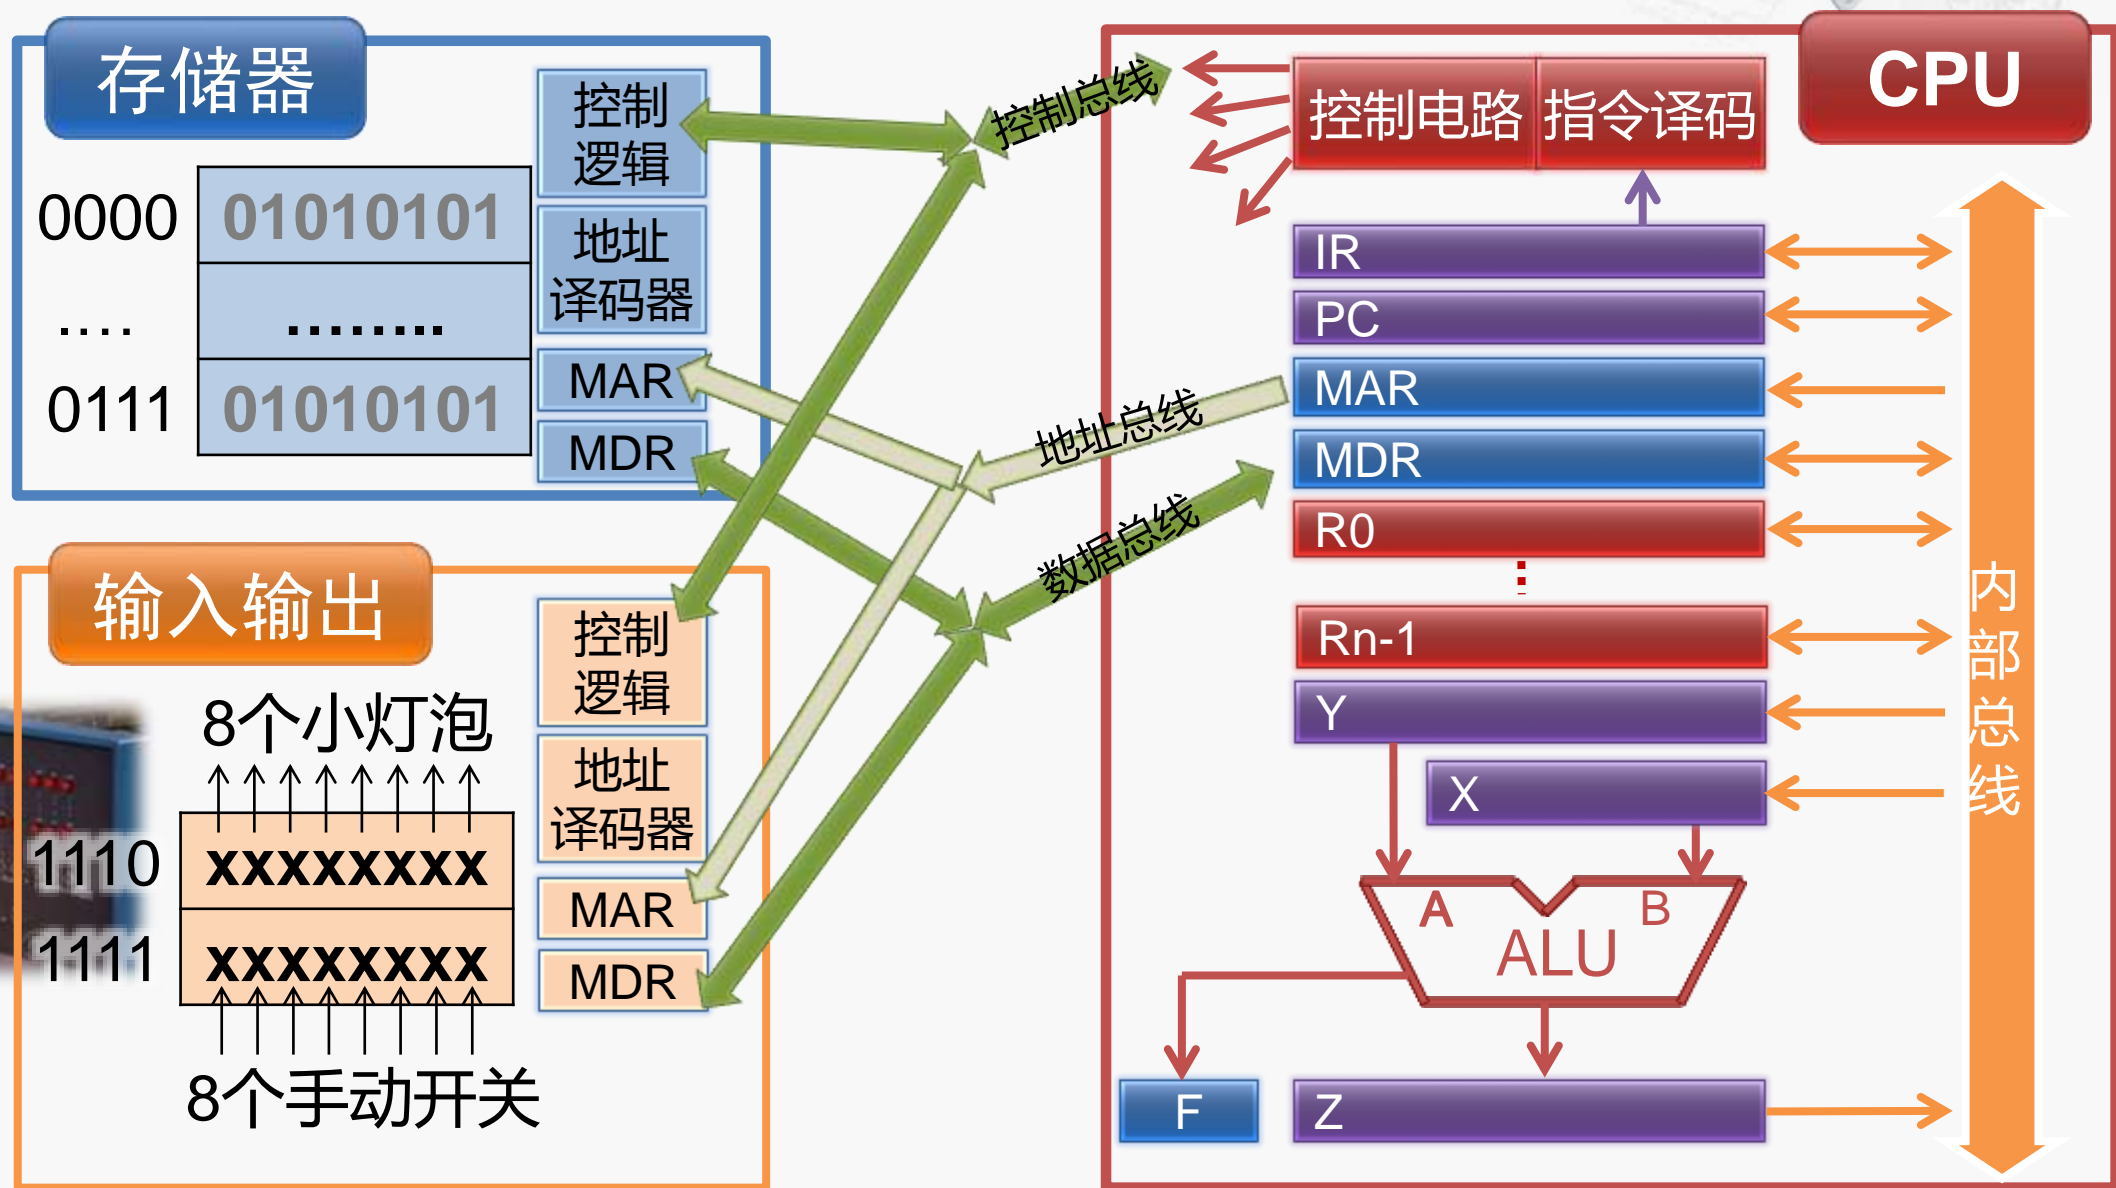 存储器
控制
逻辑
0000
01010101
地址
译码器
....
........
MAR
0111
01010101
MDR
输入输出
控制
逻辑
8个小灯泡
地址
译码器
1110
xxxxxxxx
MAR
1111
xxxxxxxx
MDR
8个手动开关
控制总线
地址总线
数据总线
CPU
控制电路
指令译码
IR
PC
MAR
MDR
R0
Rn-1
Y
X
A
B
ALU
F
Z
内
部
总
线